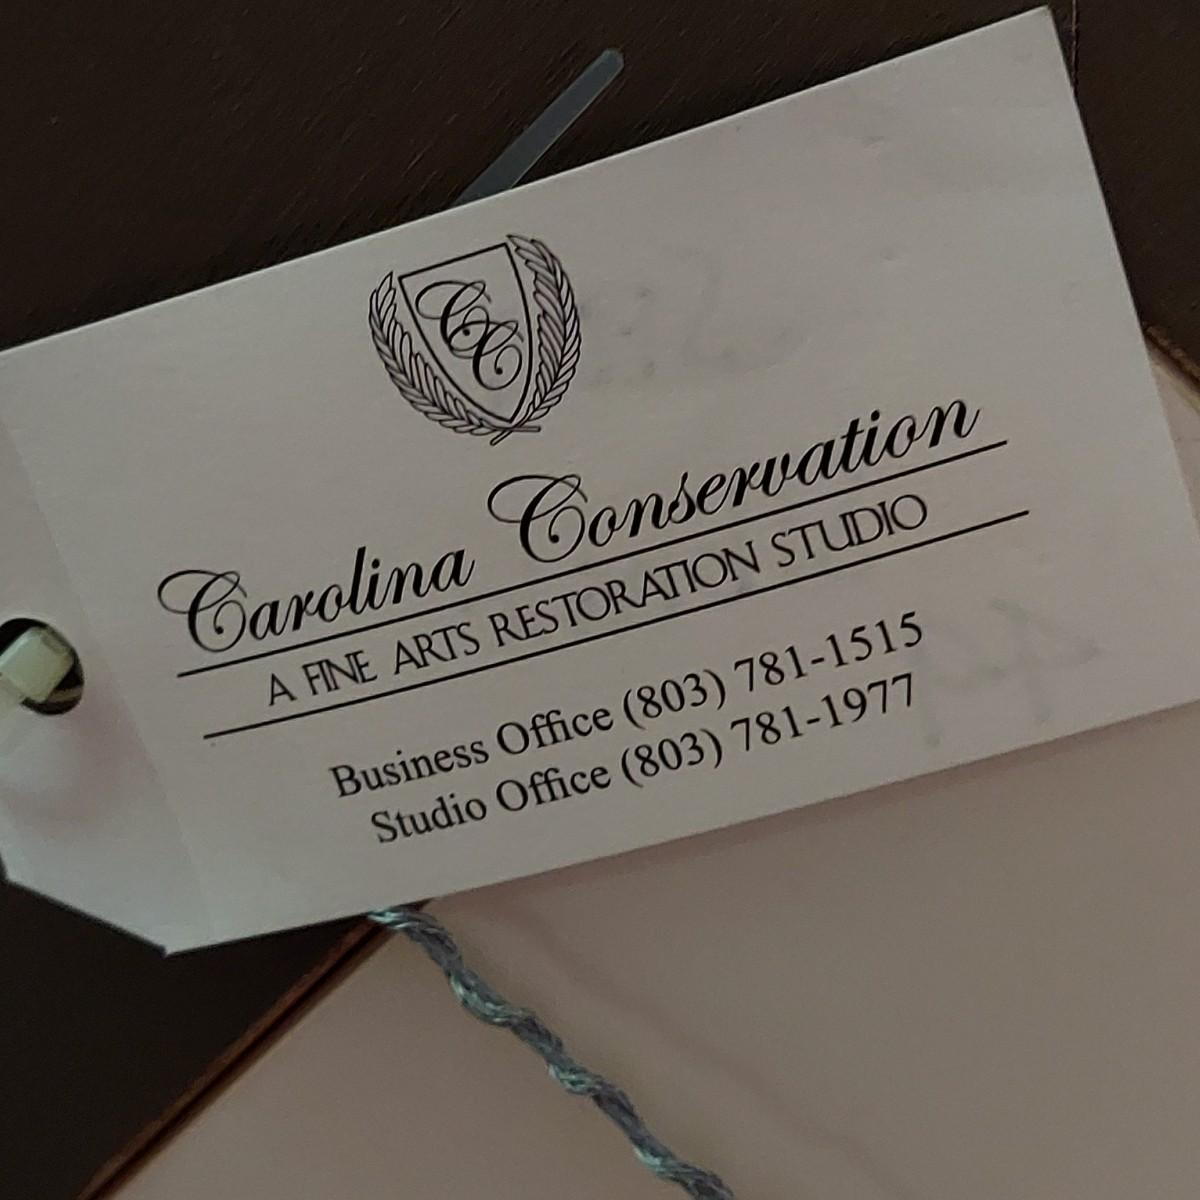 CC
Carolina Conservation
A FINE ARTS RESTORATION STUDIO
Business Office (803) 781-1515
Studio Office (803) 781-1977